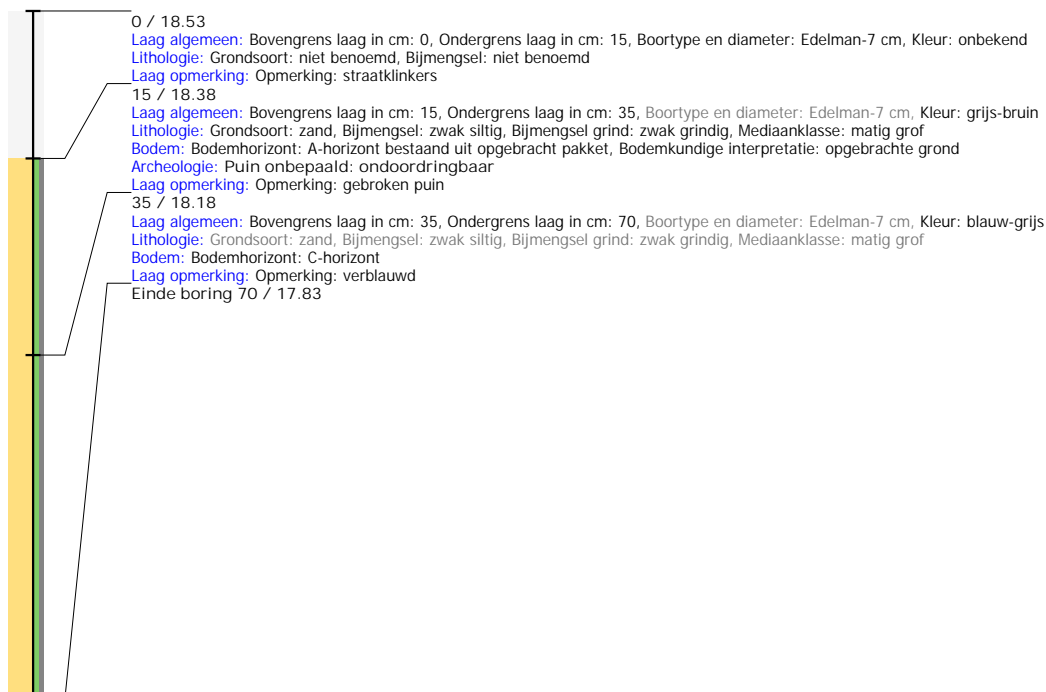 0 / 18.53
Laag algemeen: Bovengrens laag in cm: 0, Ondergrens laag in cm: 15, Boortype en diameter: Edelman-7 cm, Kleur: onbekend
Lithologie: Grondsoort: niet benoemd, Bijmengsel: niet benoemd
Laag opmerking: Opmerking: straatklinkers
15 / 18.38
Laag algemeen: Bovengrens laag in cm: 15, Ondergrens laag in cm: 35, Boortype en diameter: Edelman-7 cm, Kleur: grijs-bruin
Lithologie: Grondsoort: zand, Bijmengsel: zwak siltig, Bijmengsel grind: zwak grindig, Mediaanklasse: matig grof
Bodem: Bodemhorizont: A-horizont bestaand uit opgebracht pakket, Bodemkundige interpretatie: opgebrachte grond
Archeologie: Puin onbepaald: ondoordringbaar
Laag opmerking: Opmerking: gebroken puin
35 / 18.18
Laag algemeen: Bovengrens laag in cm: 35, Ondergrens laag in cm: 70, Boortype en diameter: Edelman-7 cm, Kleur: blauw-grijs
Lithologie: Grondsoort: zand, Bijmengsel: zwak siltig, Bijmengsel grind: zwak grindig, Mediaanklasse: matig grof
Bodem: Bodemhorizont: C-horizont
Laag opmerking: Opmerking: verblauwd
Einde boring 70 / 17.83